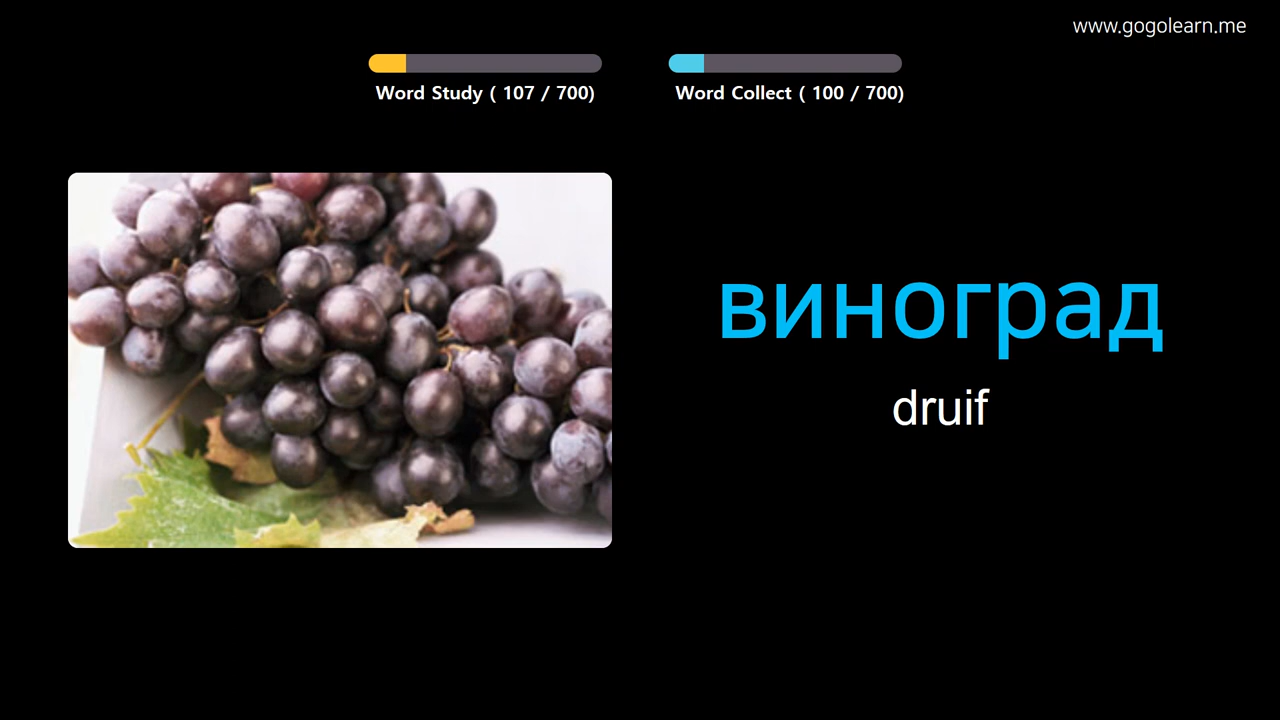 www.gogolearn.me
Word Study ( 107 / 700)
Word Collect ( 100 / 700)
виноград
druif